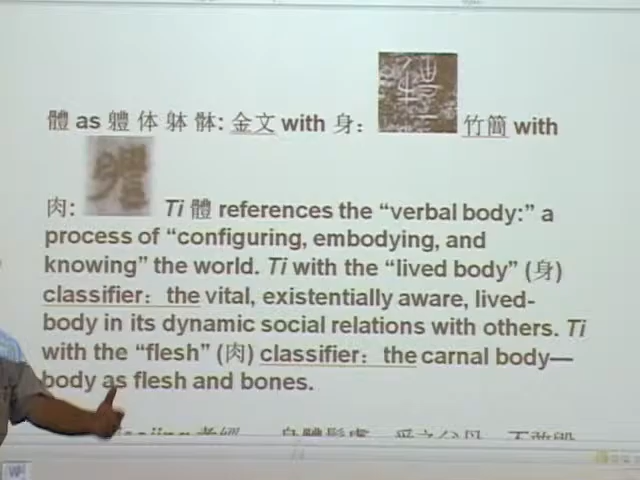 體 as 軆 体 躰 骵: 金文 with 身： 竹簡 with
肉: Ti 體 references the “verbal body:” a
process of “configuring, embodying, and
knowing” the world. Ti with the “lived body” (身)
classifier： the vital, existentially aware, lived-
body in its dynamic social relations with others. Ti
with the “flesh” (肉) classifier： the carnal body—
body as flesh and bones.